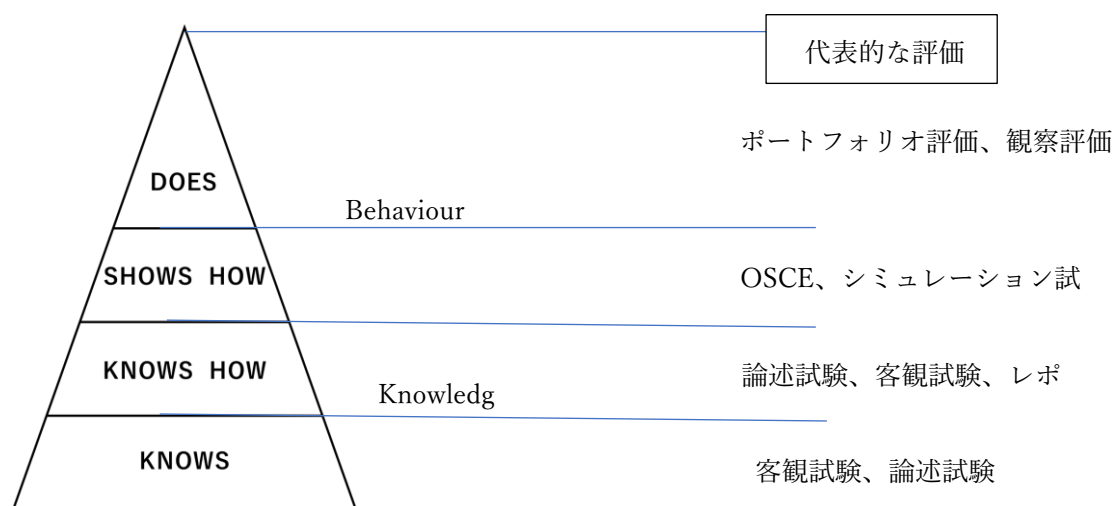 代表的な評価
ポートフォリオ評価、観察評価
DOES
Behaviour
SHOWS HOW
OSCE、シミュレーション試
KNOWS HOW
論述試験、客観試験、レポ
Knowledg
KNOWS
客観試験、論述試験